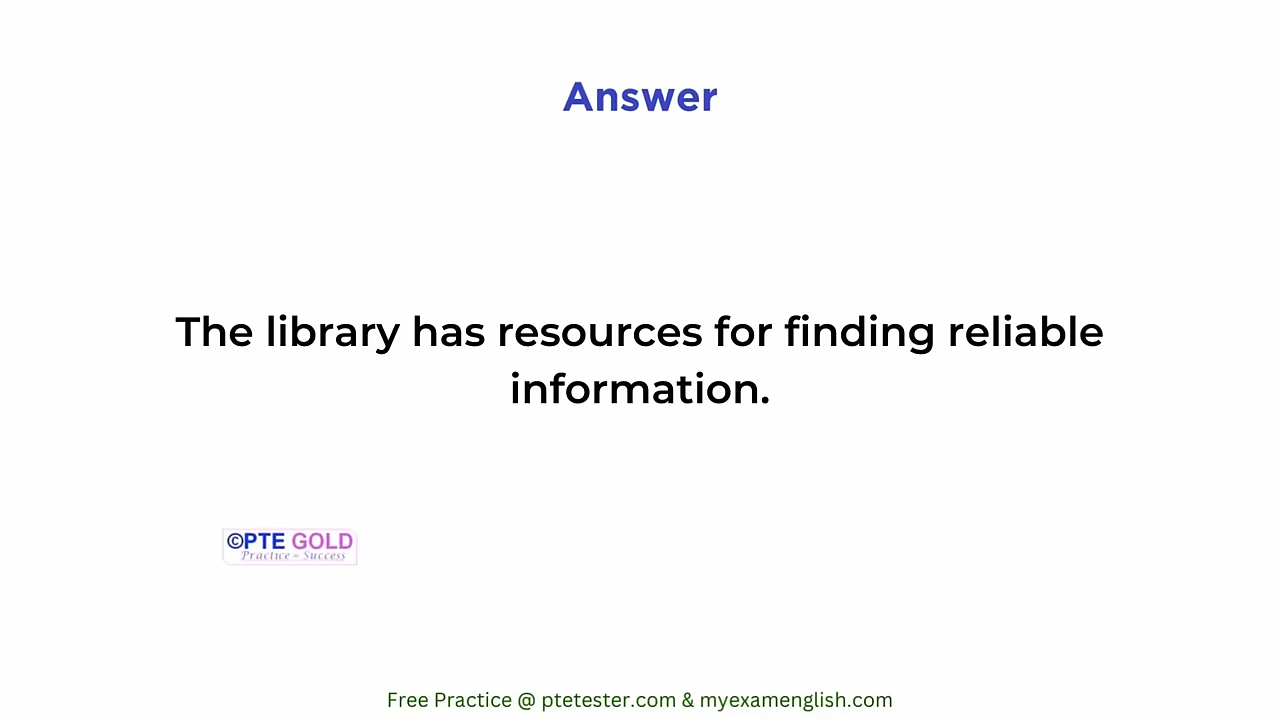 Answer
The library has resources for finding reliable
information.
©PTE GOLD
Practice = Success
Free Practice @ ptetester.com & myexamenglish.com